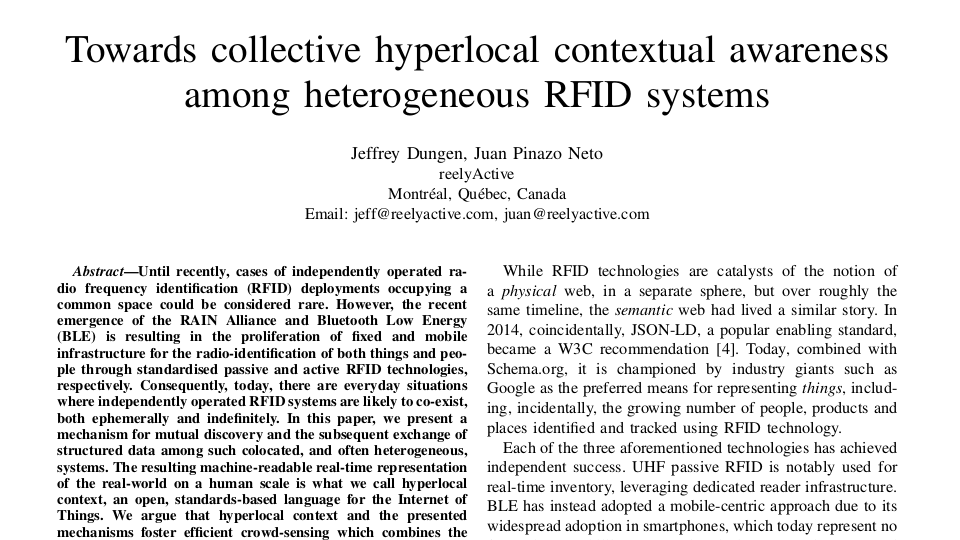 Towards collective hyperlocal contextual awareness
among heterogeneous RFID systems
Jeffrey Dungen, Juan Pinazo Neto
reelyActive
Montréal, Québec, Canada
Email: jeff@reelyactive.com, juan@reelyactive.com
Abstract—Until recently, cases of independently operated ra-
dio frequency identification (RFID) deployments occupying a
common space could be considered rare. However, the recent
emergence of the RAIN Alliance and Bluetooth Low Energy
(BLE) is resulting in the proliferation of fixed and mobile
infrastructure for the radio-identification of both things and peo-
ple through standardised passive and active RFID technologies,
respectively. Consequently, today, there are everyday situations
where independently operated RFID systems are likely to co-exist,
both ephemerally and indefinitely. In this paper, we present a
mechanism for mutual discovery and the subsequent exchange of
structured data among such colocated, and often heterogeneous,
systems. The resulting machine-readable real-time representation
of the real-world on a human scale is what we call hyperlocal
context, an open, standards-based language for the Internet of
Things. We argue that hyperlocal context and the presented
mechanisms foster efficient crowd-sensing which combines the
While RFID technologies are catalysts of the notion of
a physical web, in a separate sphere, but over roughly the
same timeline, the semantic web had lived a similar story. In
2014, coincidentally, JSON-LD, a popular enabling standard,
became a W3C recommendation [4]. Today, combined with
Schema.org, it is championed by industry giants such as
Google as the preferred means for representing things, includ-
ing, incidentally, the growing number of people, products and
places identified and tracked using RFID technology.
Each of the three aforementioned technologies has achieved
independent success. UHF passive RFID is notably used for
real-time inventory, leveraging dedicated reader infrastructure.
BLE has instead adopted a mobile-centric approach due to its
widespread adoption in smartphones, which today represent no